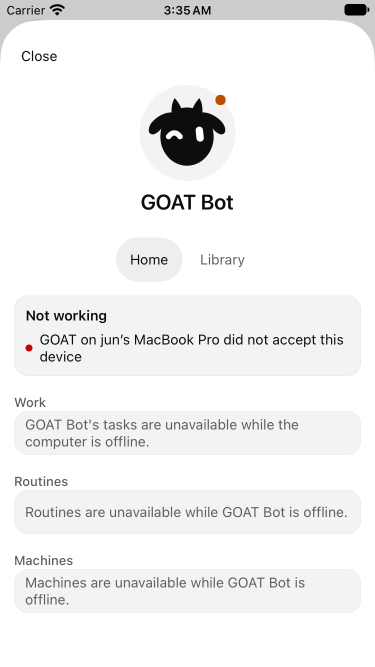 Carrier
3:35 AM
Close
GOAT Bot
Home
Library
Not working
GOAT on jun’s MacBook Pro did not accept this
device
Work
GOAT Bot's tasks are unavailable while the
computer is offline.
Routines
Routines are unavailable while GOAT Bot is offline.
Machines
Machines are unavailable while GOAT Bot is
offline.